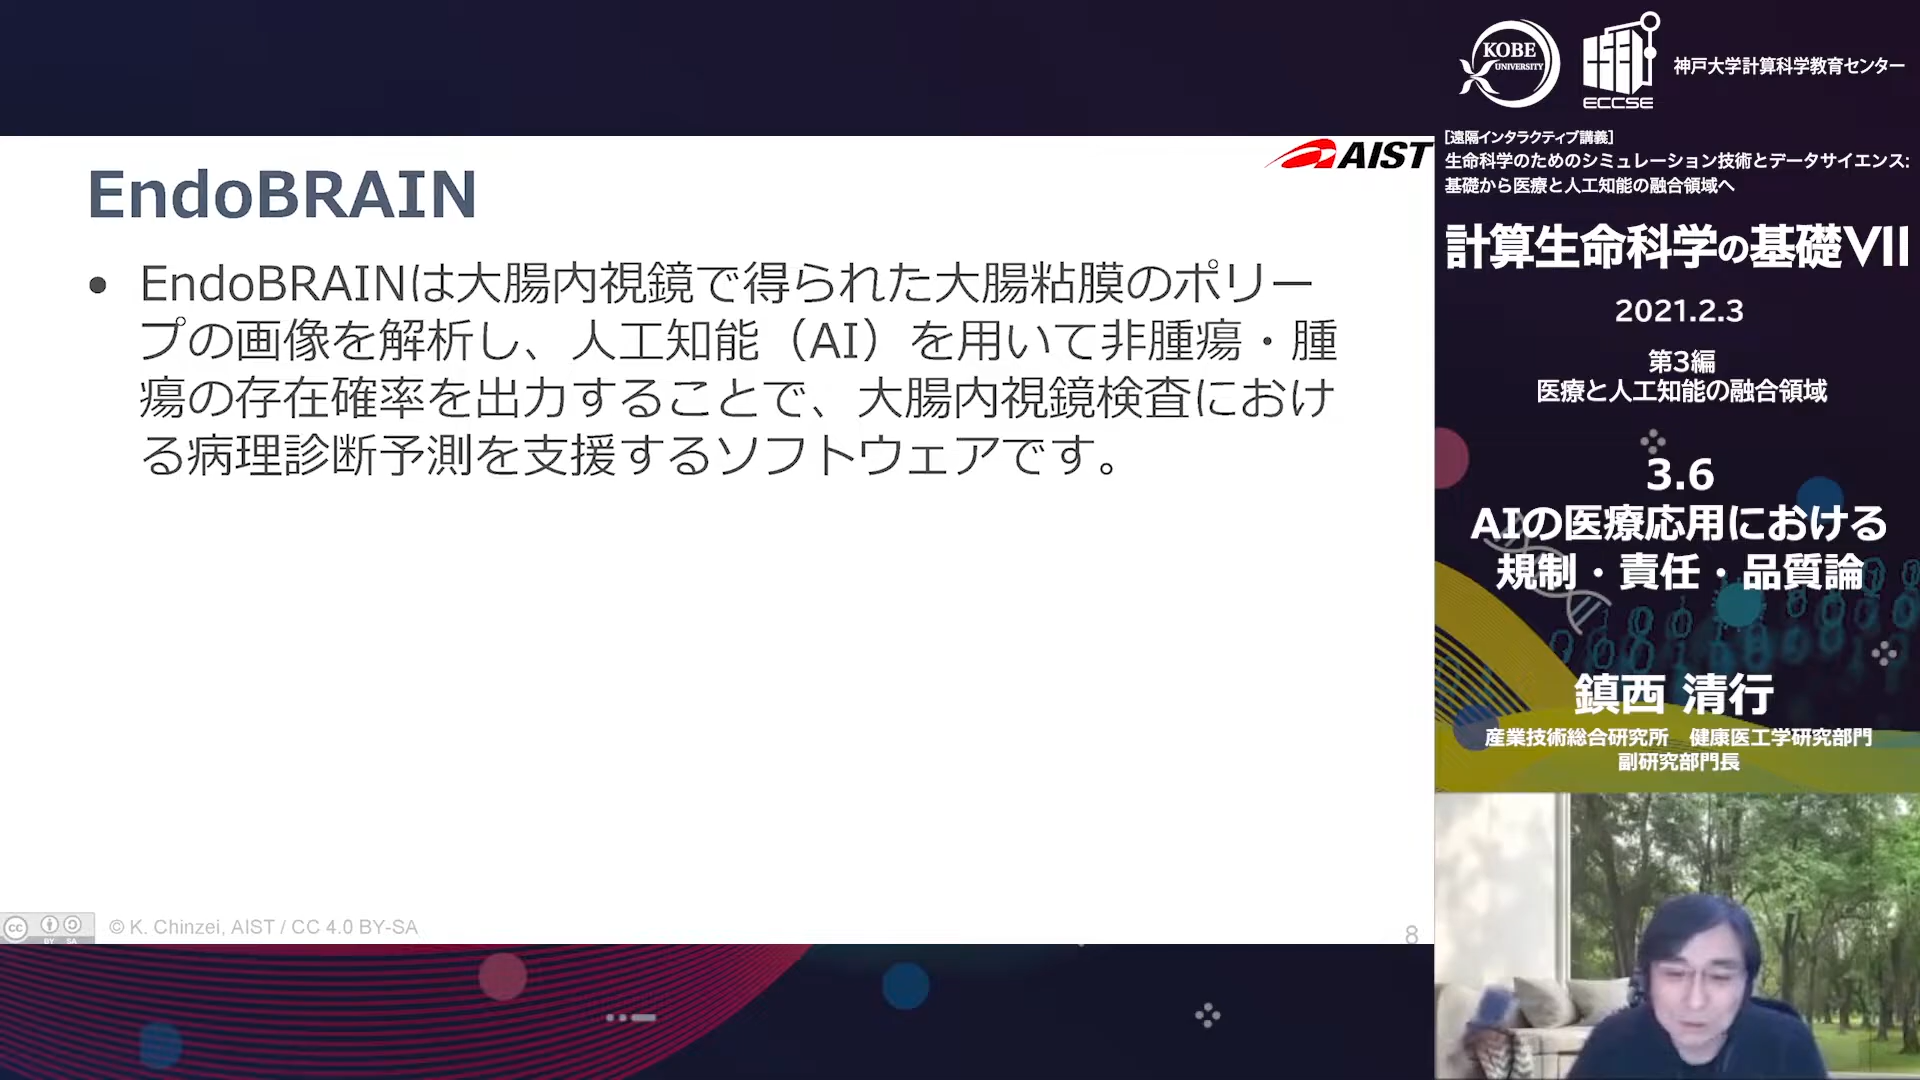 EndoBRAIN
AIST
• EndoBRAINは大腸内視鏡で得られた大腸粘膜のポリー
プの画像を解析し、人工知能（AI）を用いて非腫瘍・腫
瘍の存在確率を出力することで、大腸内視鏡検査におけ
る病理診断予測を支援するソフトウェアです。
cc BY SA
© K. Chinzei, AIST / CC 4.0 BY-SA
8
KOBE
UNIVERSITY
ECCSE
神戸大学計算科学教育センター
［遠隔インタラクティブ講義］
生命科学のためのシミュレーション技術とデータサイエンス:
基礎から医療と人工知能の融合領域へ
計算生命科学の基礎VII
2021.2.3
第3編
医療と人工知能の融合領域
3.6
AIの医療応用における
規制・責任・品質論
鎮西 清行
産業技術総合研究所　健康医工学研究部門
副研究部門長